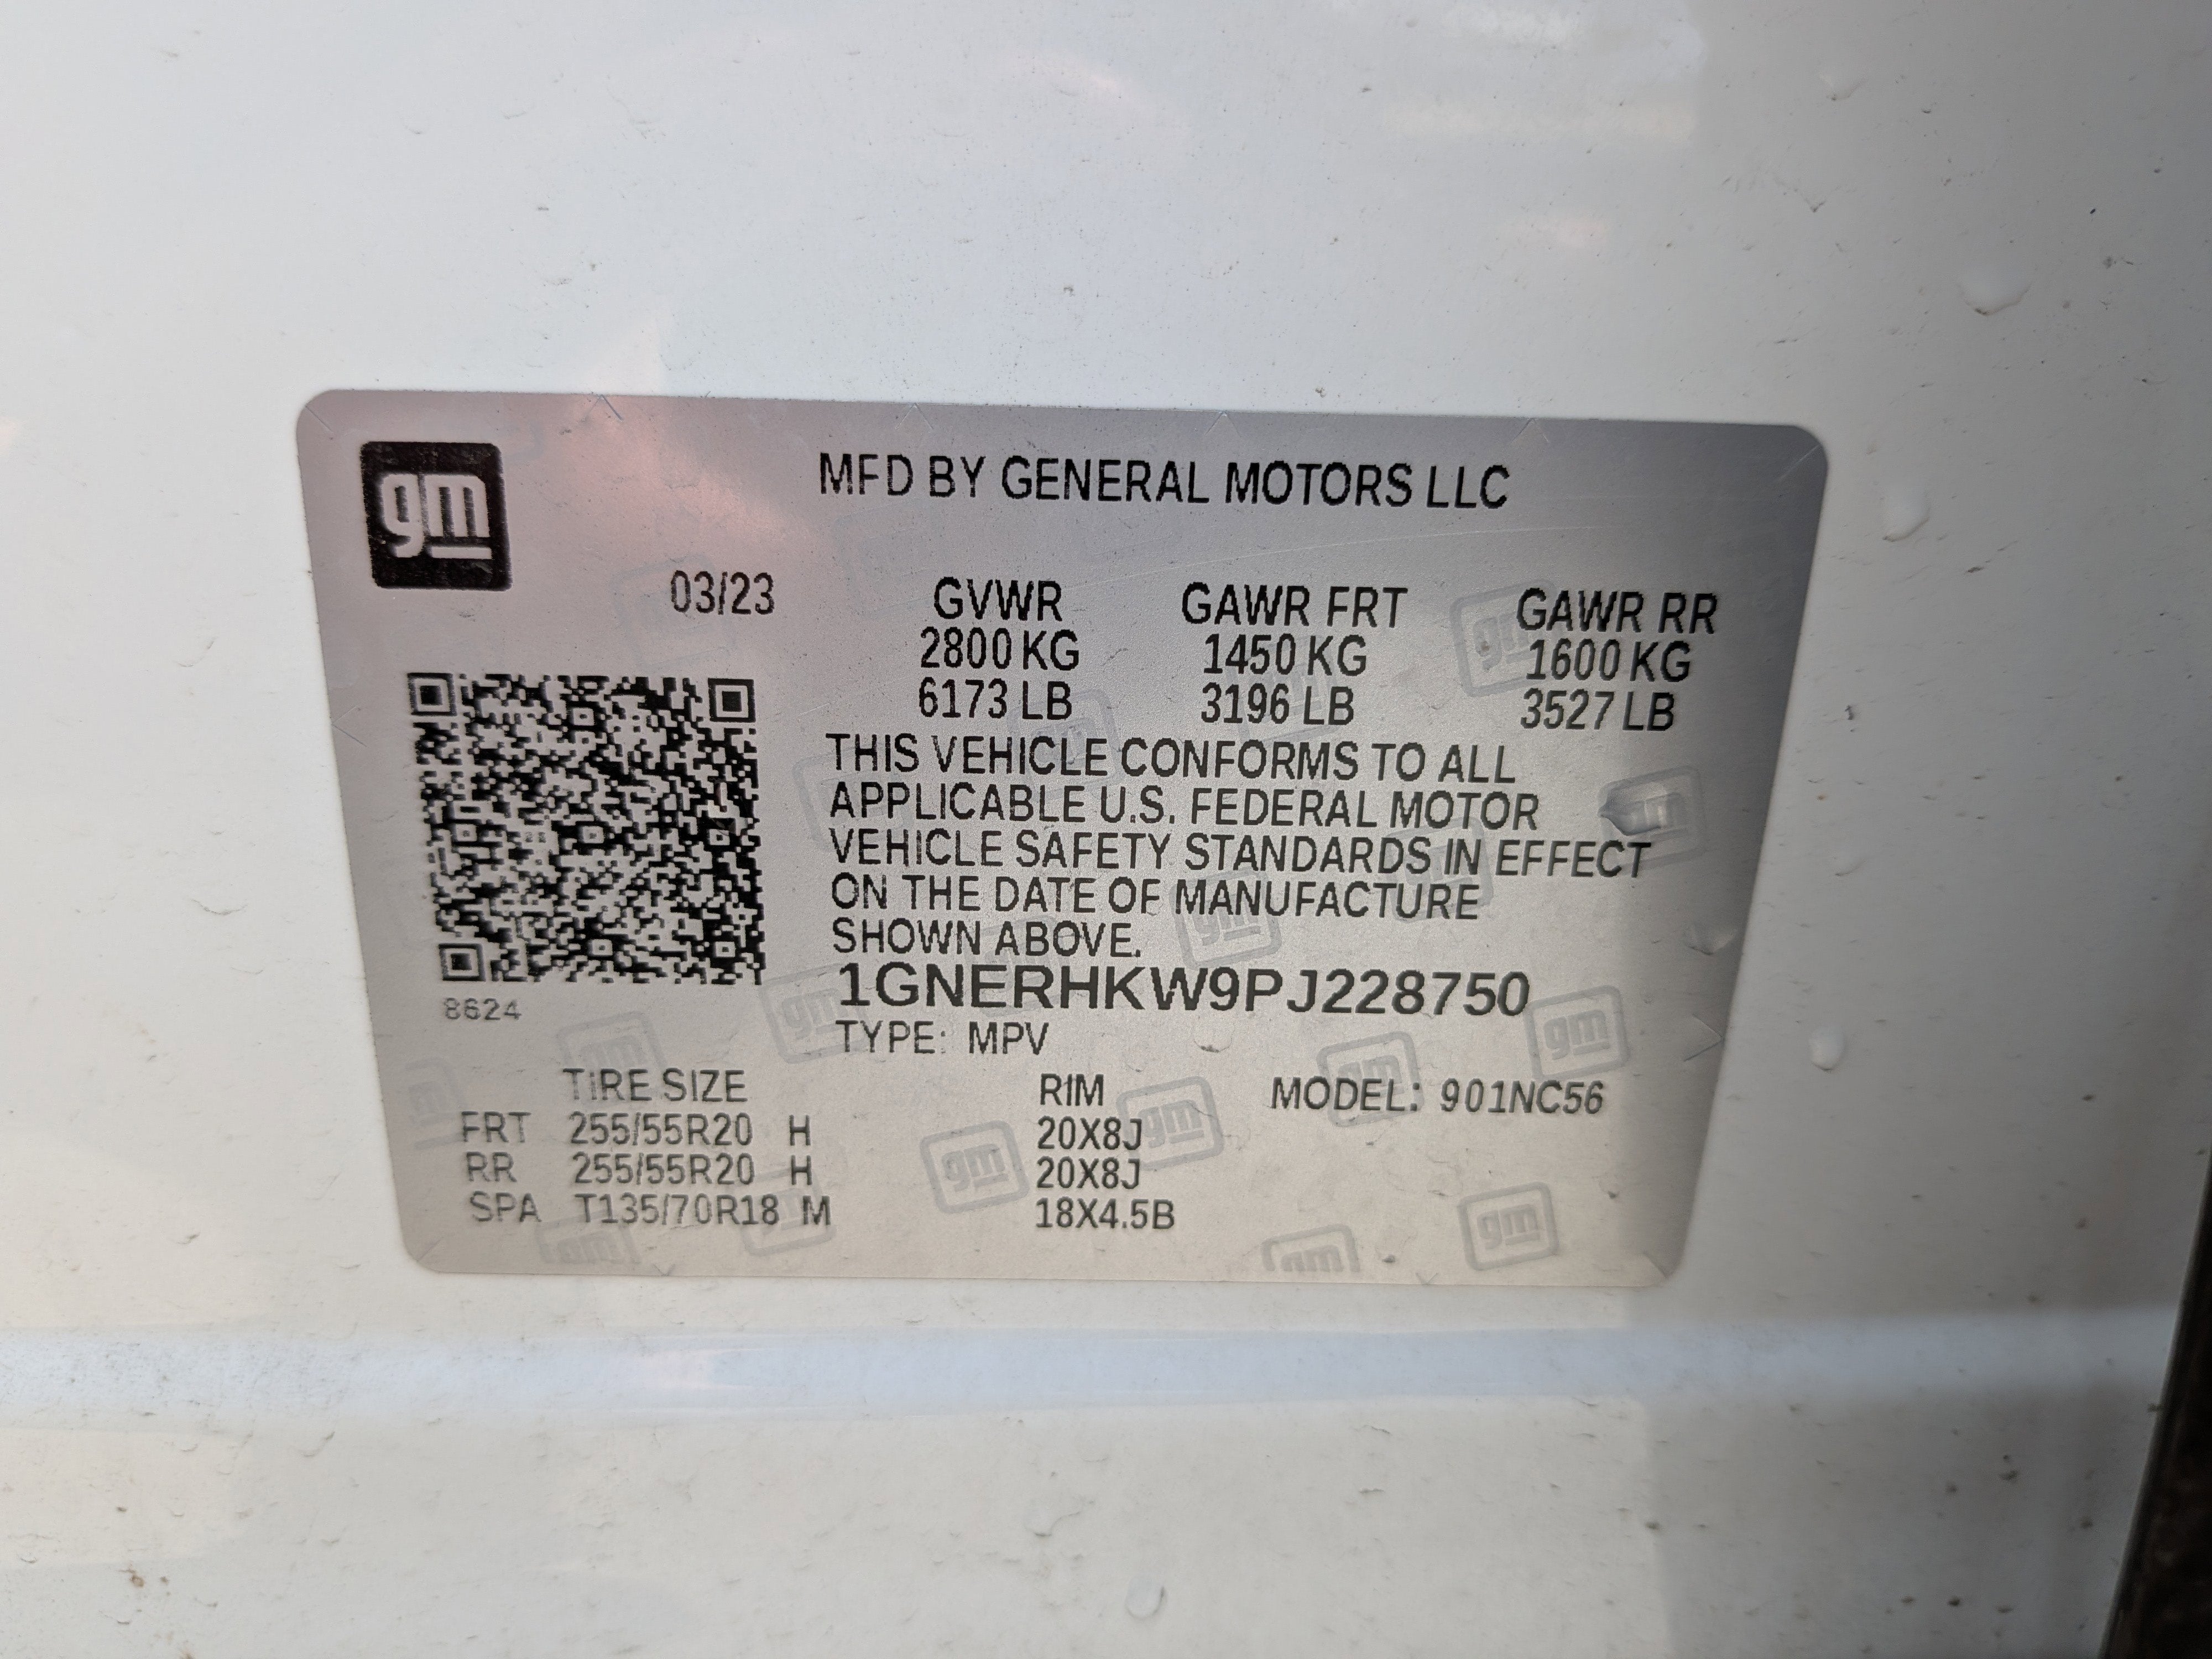 gm
MFD BY GENERAL MOTORS LLC
03/23 GVWR GAWR FRT GAWR RR
2800 KG 1450 KG 1600 KG
6173 LB 3196 LB 3527 LB
THIS VEHICLE CONFORMS TO ALL
APPLICABLE U.S. FEDERAL MOTOR
VEHICLE SAFETY STANDARDS IN EFFECT
ON THE DATE OF MANUFACTURE
SHOWN ABOVE.
1GNERHKW9PJ228750
8624
TYPE: MPV
TIRE SIZE RIM MODEL: 901NC56
FRT 255/55R20 H 20X8J
RR 255/55R20 H 20X8J
SPA T135/70R18 M 18X4.5B